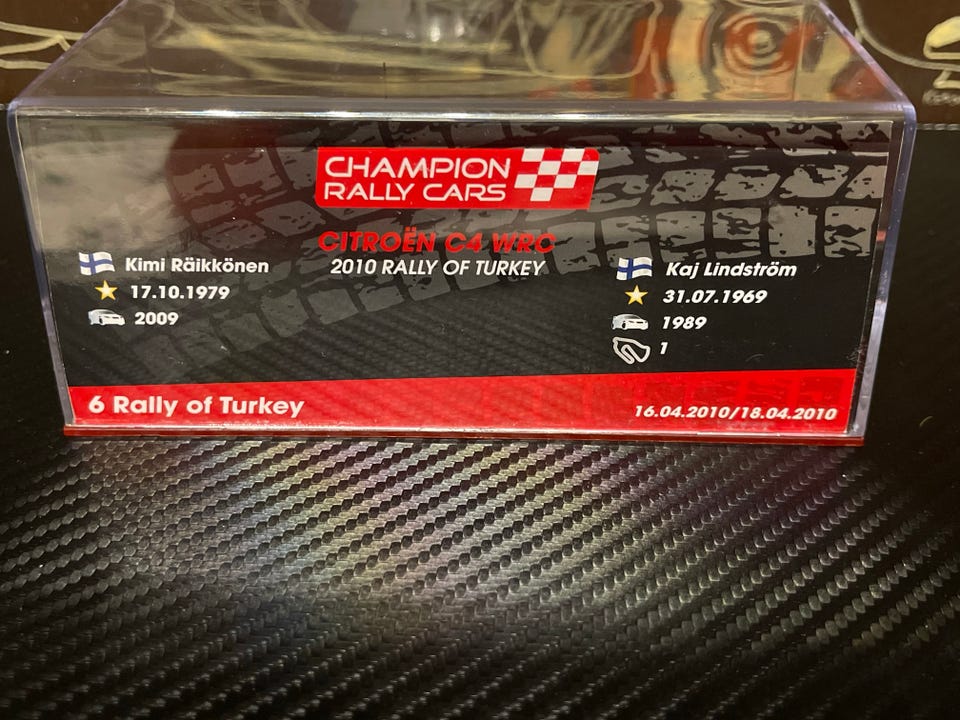 CHAMPION
RALLY CARS
CITROËN C4 WRC
2010 RALLY OF TURKEY
Kimi Räikkönen
17.10.1979
2009
Kaj Lindström
31.07.1969
1989
1
6 Rally of Turkey
16.04.2010/18.04.2010